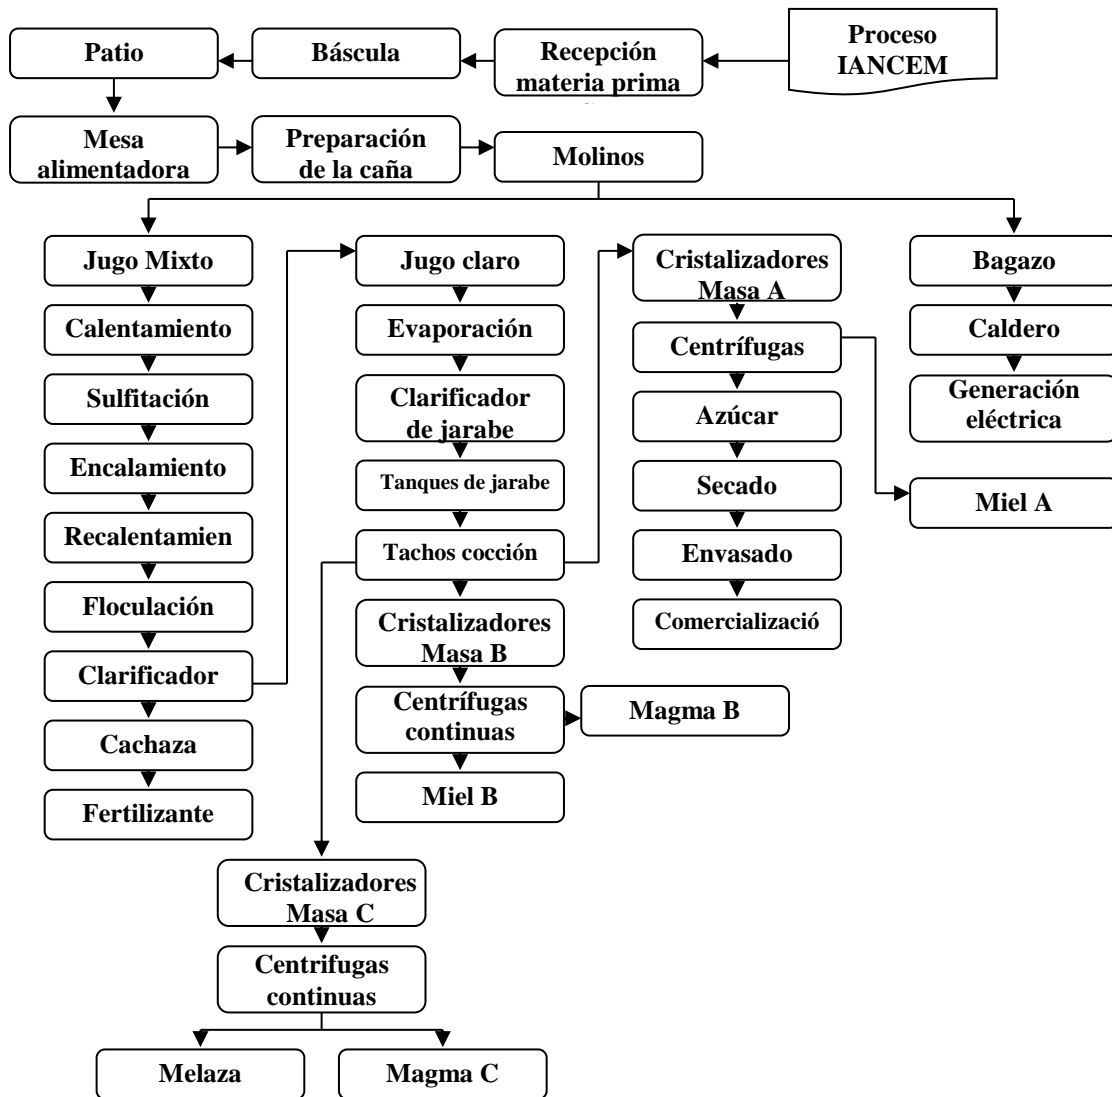 Proceso
IANCEM
Recepción
materia prima
Báscula
Patio
Mesa
alimentadora
Preparación
de la caña
Molinos
Jugo Mixto
Calentamiento
Sulfitación
Encalamiento
Recalentamien
Floculación
Clarificador
Cachaza
Fertilizante
Jugo claro
Evaporación
Clarificador
de jarabe
Tanques de jarabe
Tachos cocción
Cristalizadores
Masa B
Centrífugas
continuas
Magma B
Miel B
Cristalizadores
Masa A
Centrífugas
Azúcar
Secado
Envasado
Comercializació
Bagazo
Caldero
Generación
eléctrica
Miel A
Cristalizadores
Masa C
Centrifugas
continuas
Melaza
Magma C